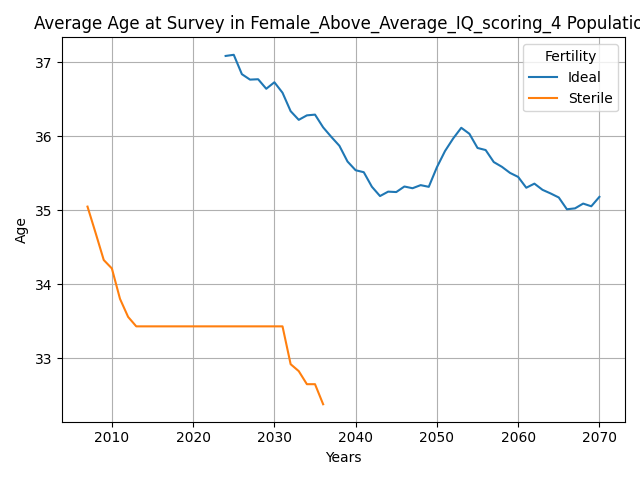 Average Age at Survey in Female_Above_Average_IQ_scoring_4 Populatio
Fertility
Ideal
Sterile
37
36
35
34
33
Age
2010 2020 2030 2040 2050 2060 2070
Years